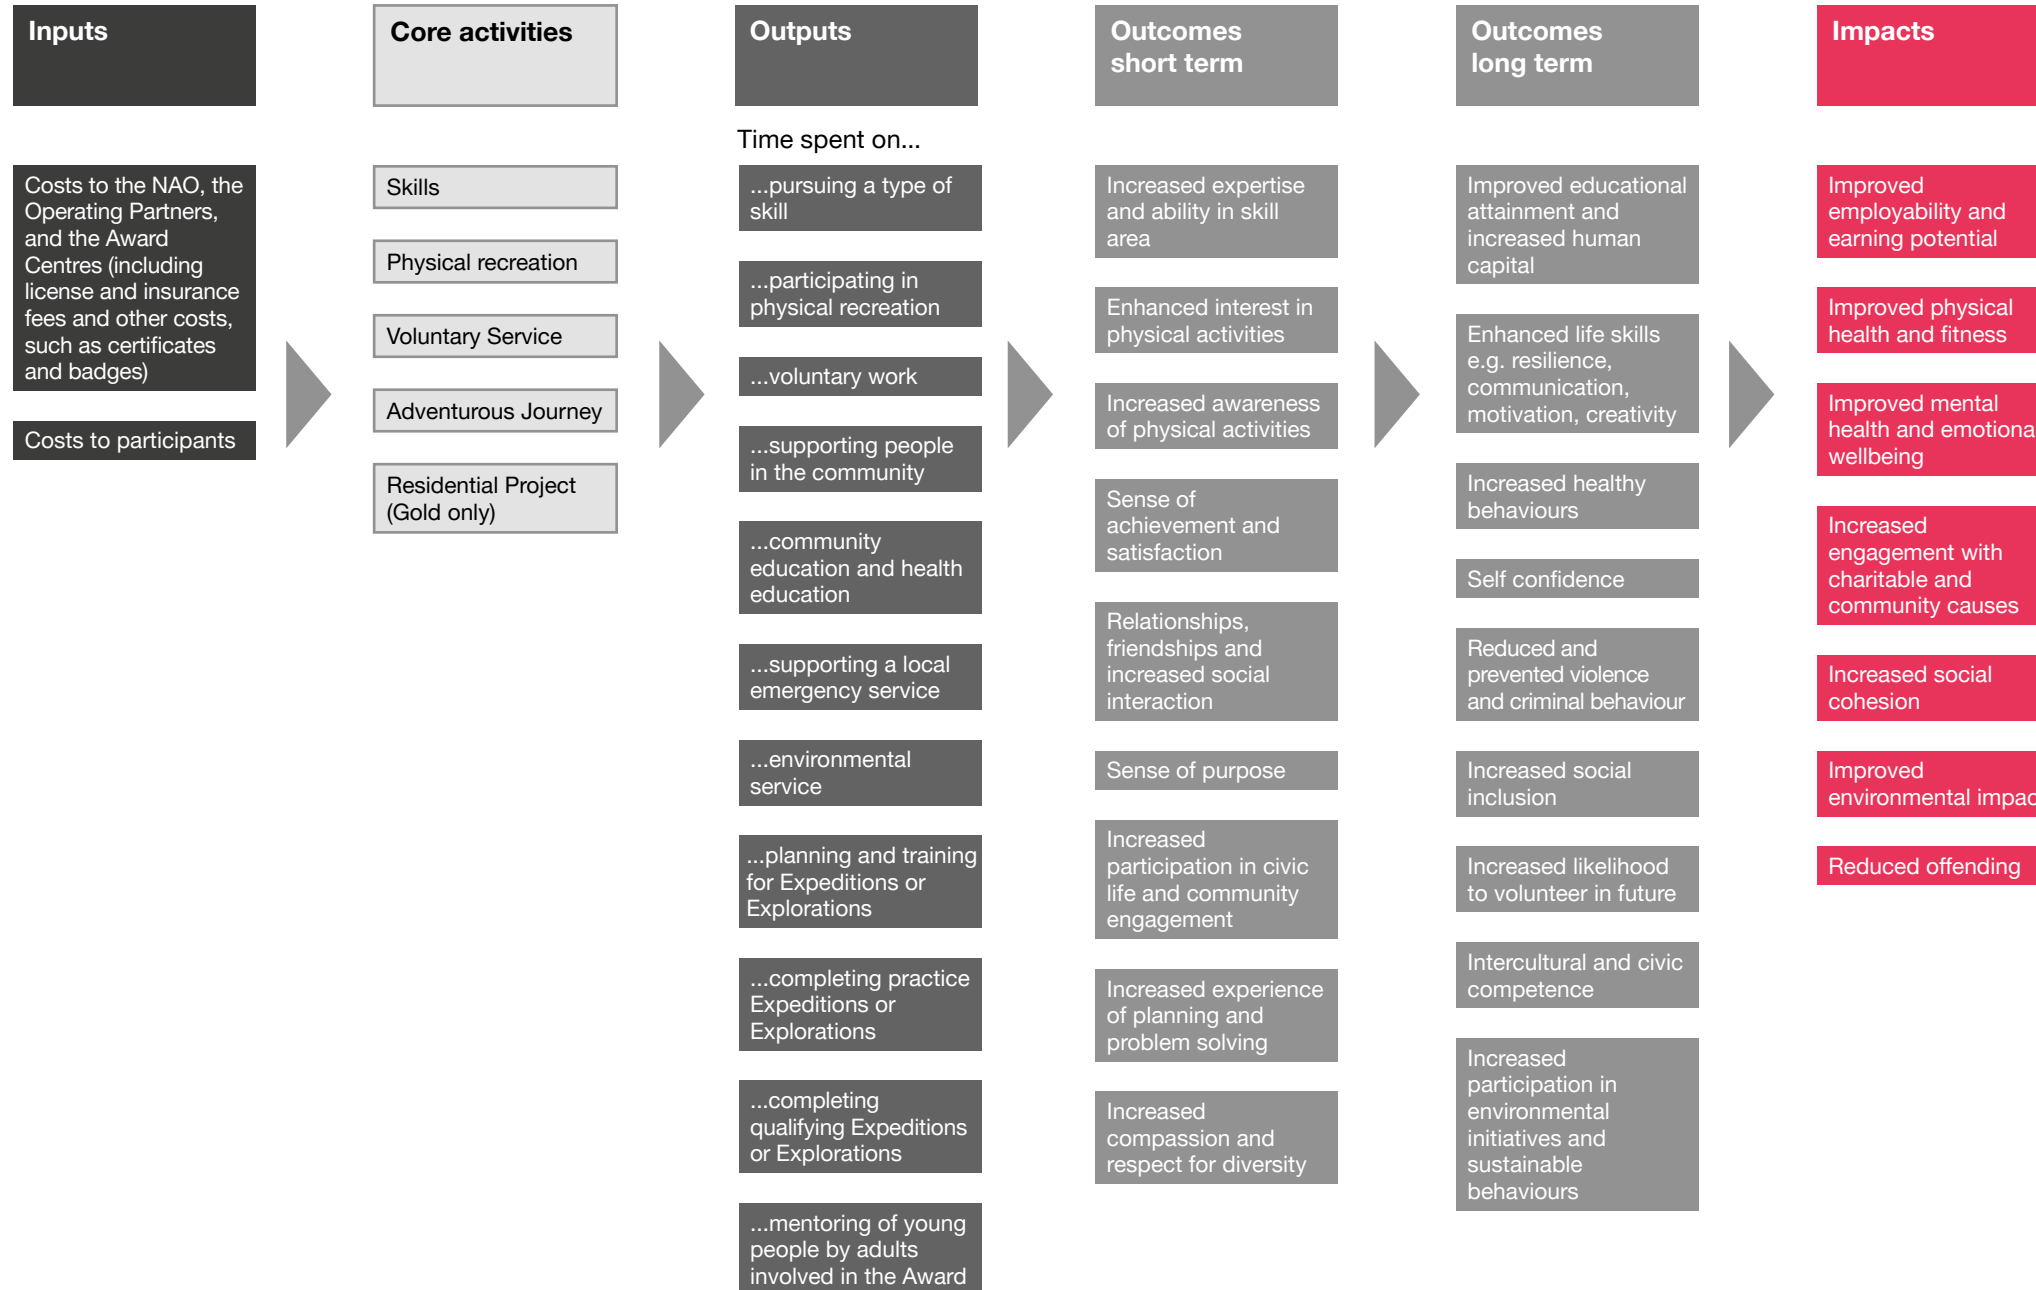 Inputs
Costs to the NAO, the
Operating Partners,
and the Award
Centres (including
license and insurance
fees and other costs,
such as certificates
and badges)
Costs to participants
Core activities
Skills
Physical recreation
Voluntary Service
Adventurous Journey
Residential Project
(Gold only)
Outputs
Time spent on...
...pursuing a type of
skill
...participating in
physical recreation
...voluntary work
...supporting people
in the community
...community
education and health
education
...supporting a local
emergency service
...environmental
service
...planning and training
for Expeditions or
Explorations
...completing practice
Expeditions or
Explorations
...completing
qualifying Expeditions
or Explorations
...mentoring of young
people by adults
involved in the Award
Outcomes
short term
Increased expertise
and ability in skill
area
Enhanced interest in
physical activities
Increased awareness
of physical activities
Sense of
achievement and
satisfaction
Relationships,
friendships and
increased social
interaction
Sense of purpose
Increased
participation in civic
life and community
engagement
Increased experience
of planning and
problem solving
Increased
compassion and
respect for diversity
Outcomes
long term
Improved educational
attainment and
increased human
capital
Enhanced life skills
e.g. resilience,
communication,
motivation, creativity
Increased healthy
behaviours
Self confidence
Reduced and
prevented violence
and criminal behaviour
Increased social
inclusion
Increased likelihood
to volunteer in future
Intercultural and civic
competence
Increased
participation in
environmental
initiatives and
sustainable
behaviours
Impacts
Improved
employability and
earning potential
Improved physical
health and fitness
Improved mental
health and emotiona
wellbeing
Increased
engagement with
charitable and
community causes
Increased social
cohesion
Improved
environmental impac
Reduced offending